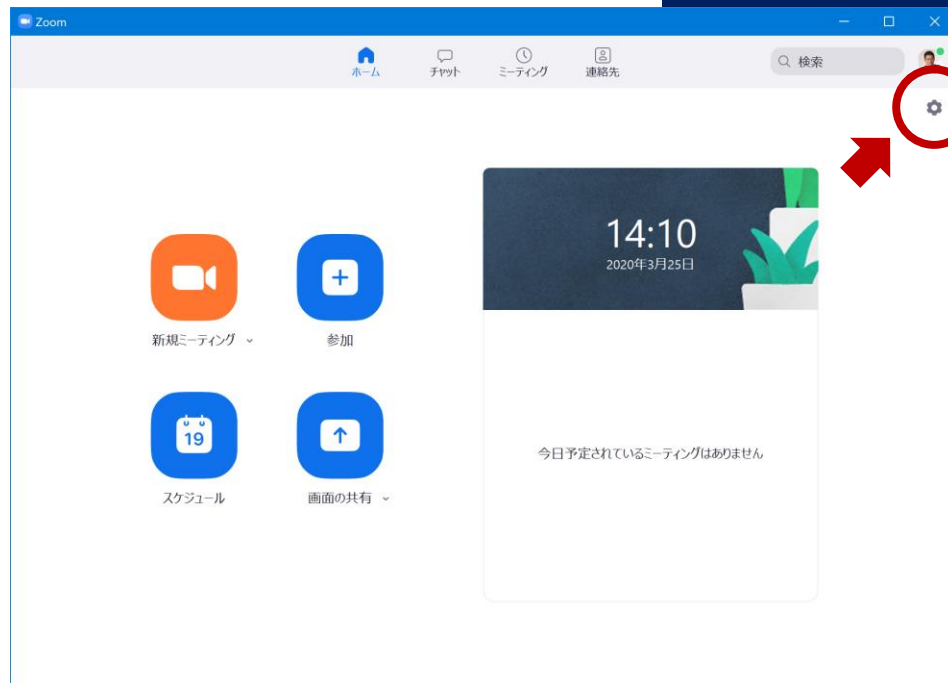 Zoom
ホーム
チャット
ミーティング
連絡先
検索
14:10
2020年3月25日
新規ミーティング
参加
19
スケジュール
画面の共有
今日予定されているミーティングはありません